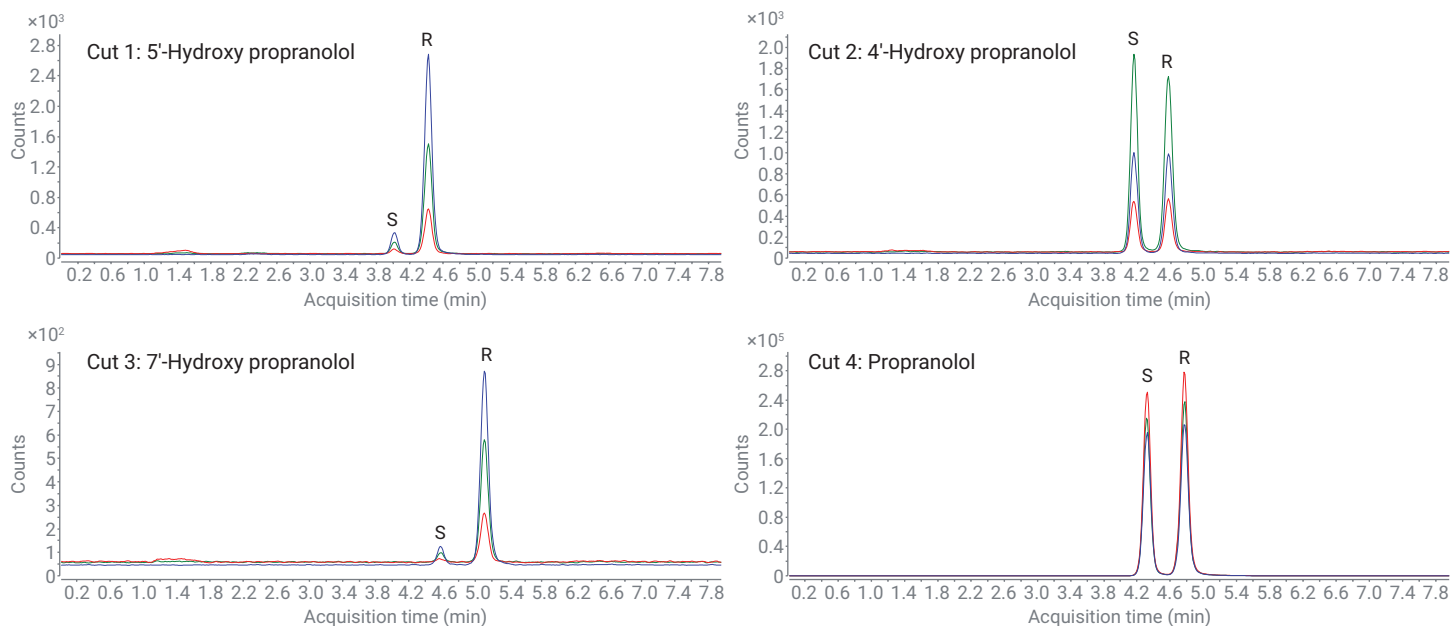 ×10³
Cut 1: 5'-Hydroxy propranolol
Counts
2.8
2.4
2.0
1.6
1.2
0.8
0.4
0
S
R
0.2 0.6 1.0 1.4 1.8 2.2 2.6 3.0 3.4 3.8 4.2 4.6 5.0 5.4 5.8 6.2 6.6 7.0 7.4 7.8
Acquisition time (min)
×10³
Cut 2: 4'-Hydroxy propranolol
Counts
2.0
1.8
1.6
1.4
1.2
1.0
0.8
0.6
0.4
0.2
0
S
R
0.2 0.6 1.0 1.4 1.8 2.2 2.6 3.0 3.4 3.8 4.2 4.6 5.0 5.4 5.8 6.2 6.6 7.0 7.4 7.8
Acquisition time (min)
×10²
Cut 3: 7'-Hydroxy propranolol
Counts
9
8
7
6
5
4
3
2
1
0
S
R
0.2 0.6 1.0 1.4 1.8 2.2 2.6 3.0 3.4 3.8 4.2 4.6 5.0 5.4 5.8 6.2 6.6 7.0 7.4 7.8
Acquisition time (min)
×10⁵
Cut 4: Propranolol
Counts
2.8
2.4
2.0
1.6
1.2
0.8
0.4
0
S
R
0.2 0.6 1.0 1.4 1.8 2.2 2.6 3.0 3.4 3.8 4.2 4.6 5.0 5.4 5.8 6.2 6.6 7.0 7.4 7.8
Acquisition time (min)